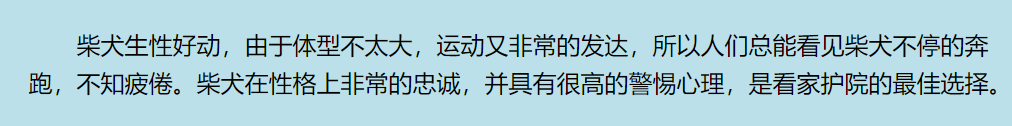 柴犬生性好动，由于体型不太大，运动又非常的发达，所以人们总能看见柴犬不停的奔
跑，不知疲倦。柴犬在性格上非常的忠诚，并具有很高的警惕心理，是看家护院的最佳选择。